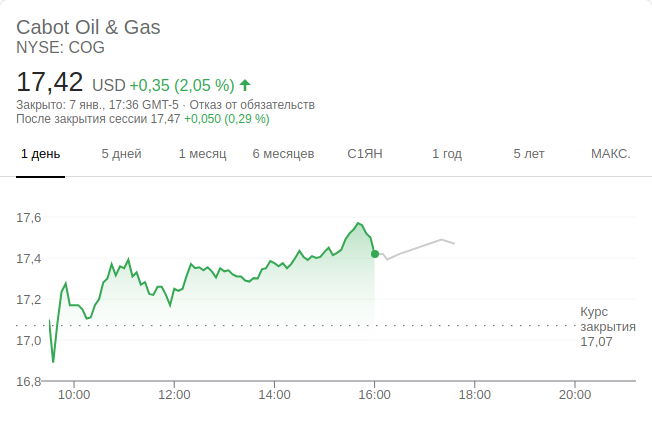 Cabot Oil & Gas
NYSE: COG
17,42 USD +0,35 (2,05 %)
Закрыто: 7 янв., 17:36 GMT-5 · Отказ от обязательств
После закрытия сессии 17,47 +0,050 (0,29 %)
1 день 5 дней 1 месяц 6 месяцев С1ЯН 1 год 5 лет МАКС.
17,6
17,4
17,2
17,0
16,8
Курс
закрытия
17,07
10:00 12:00 14:00 16:00 18:00 20:00